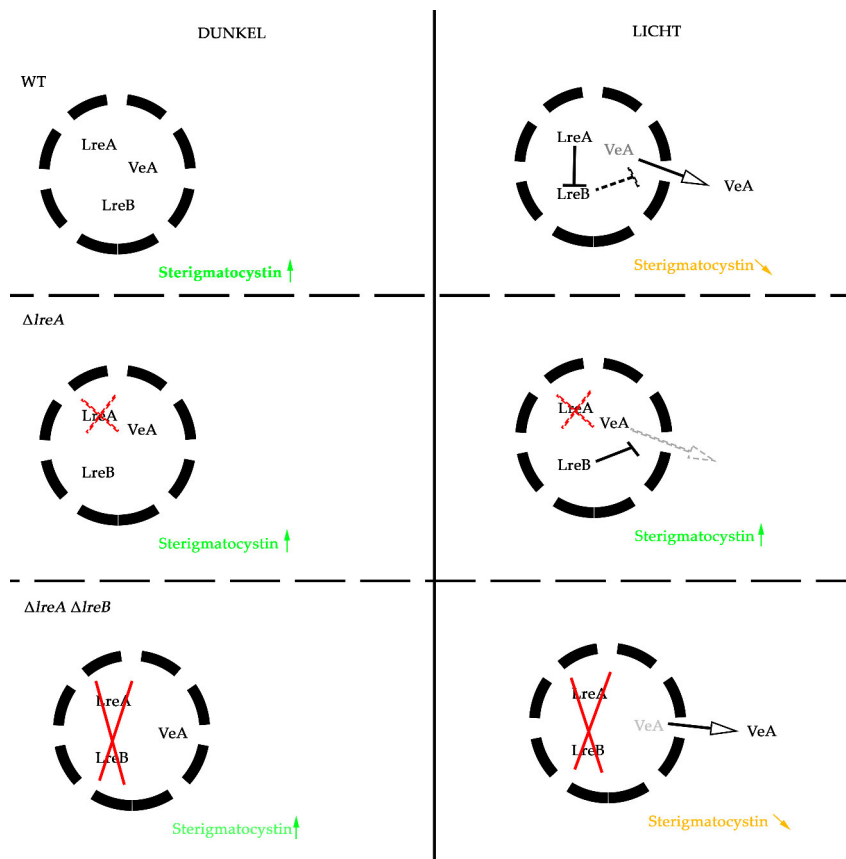 DUNKEL
LICHT
WT
LreA
VeA
LreB
Sterigmatocystin
LreA
VeA
LreB
VeA
Sterigmatocystin
ΔlreA
LreA
VeA
LreB
Sterigmatocystin
LreA
VeA
LreB
Sterigmatocystin
ΔlreA ΔlreB
LreA
VeA
LreB
Sterigmatocystin
LreA
VeA
VeA
LreB
Sterigmatocystin